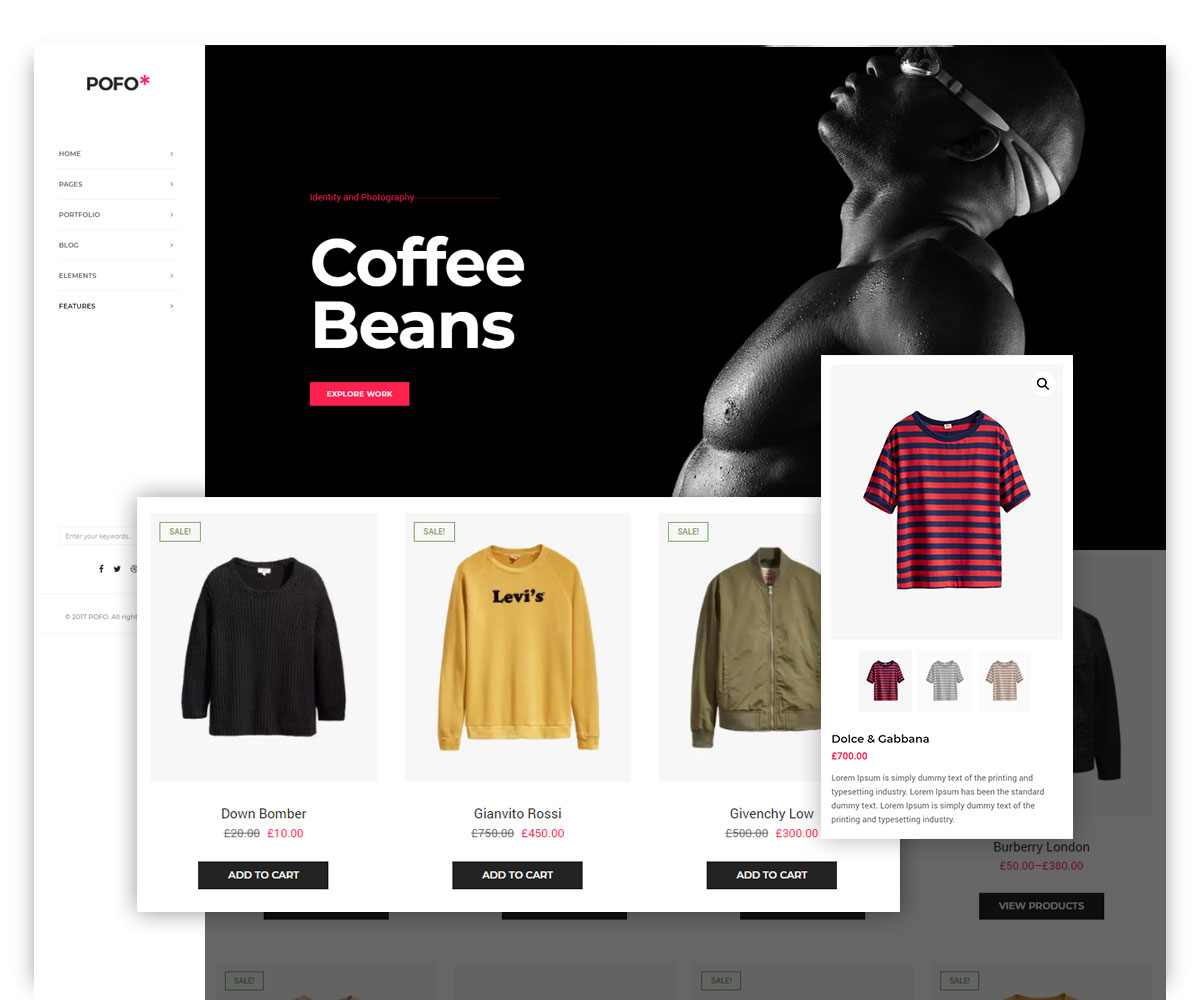 POFO*
HOME
PAGES
PORTFOLIO
BLOG
ELEMENTS
FEATURES
Enter your keywords...
© 2017 POFO. All right
Identity and Photography
Coffee
Beans
EXPLORE WORK
SALE!
SALE!
SALE!
Levi's
Down Bomber
£20.00 £10.00
ADD TO CART
Gianvito Rossi
£750.00 £450.00
ADD TO CART
Givenchy Low
£500.00 £300.00
ADD TO CART
Dolce & Gabbana
£700.00
Lorem Ipsum is simply dummy text of the printing and
typesetting industry. Lorem Ipsum has been the standard
dummy text. Lorem Ipsum is simply dummy text of the
printing and typesetting industry.
Burberry London
£50.00–£380.00
VIEW PRODUCTS
SALE!
SALE!
SALE!